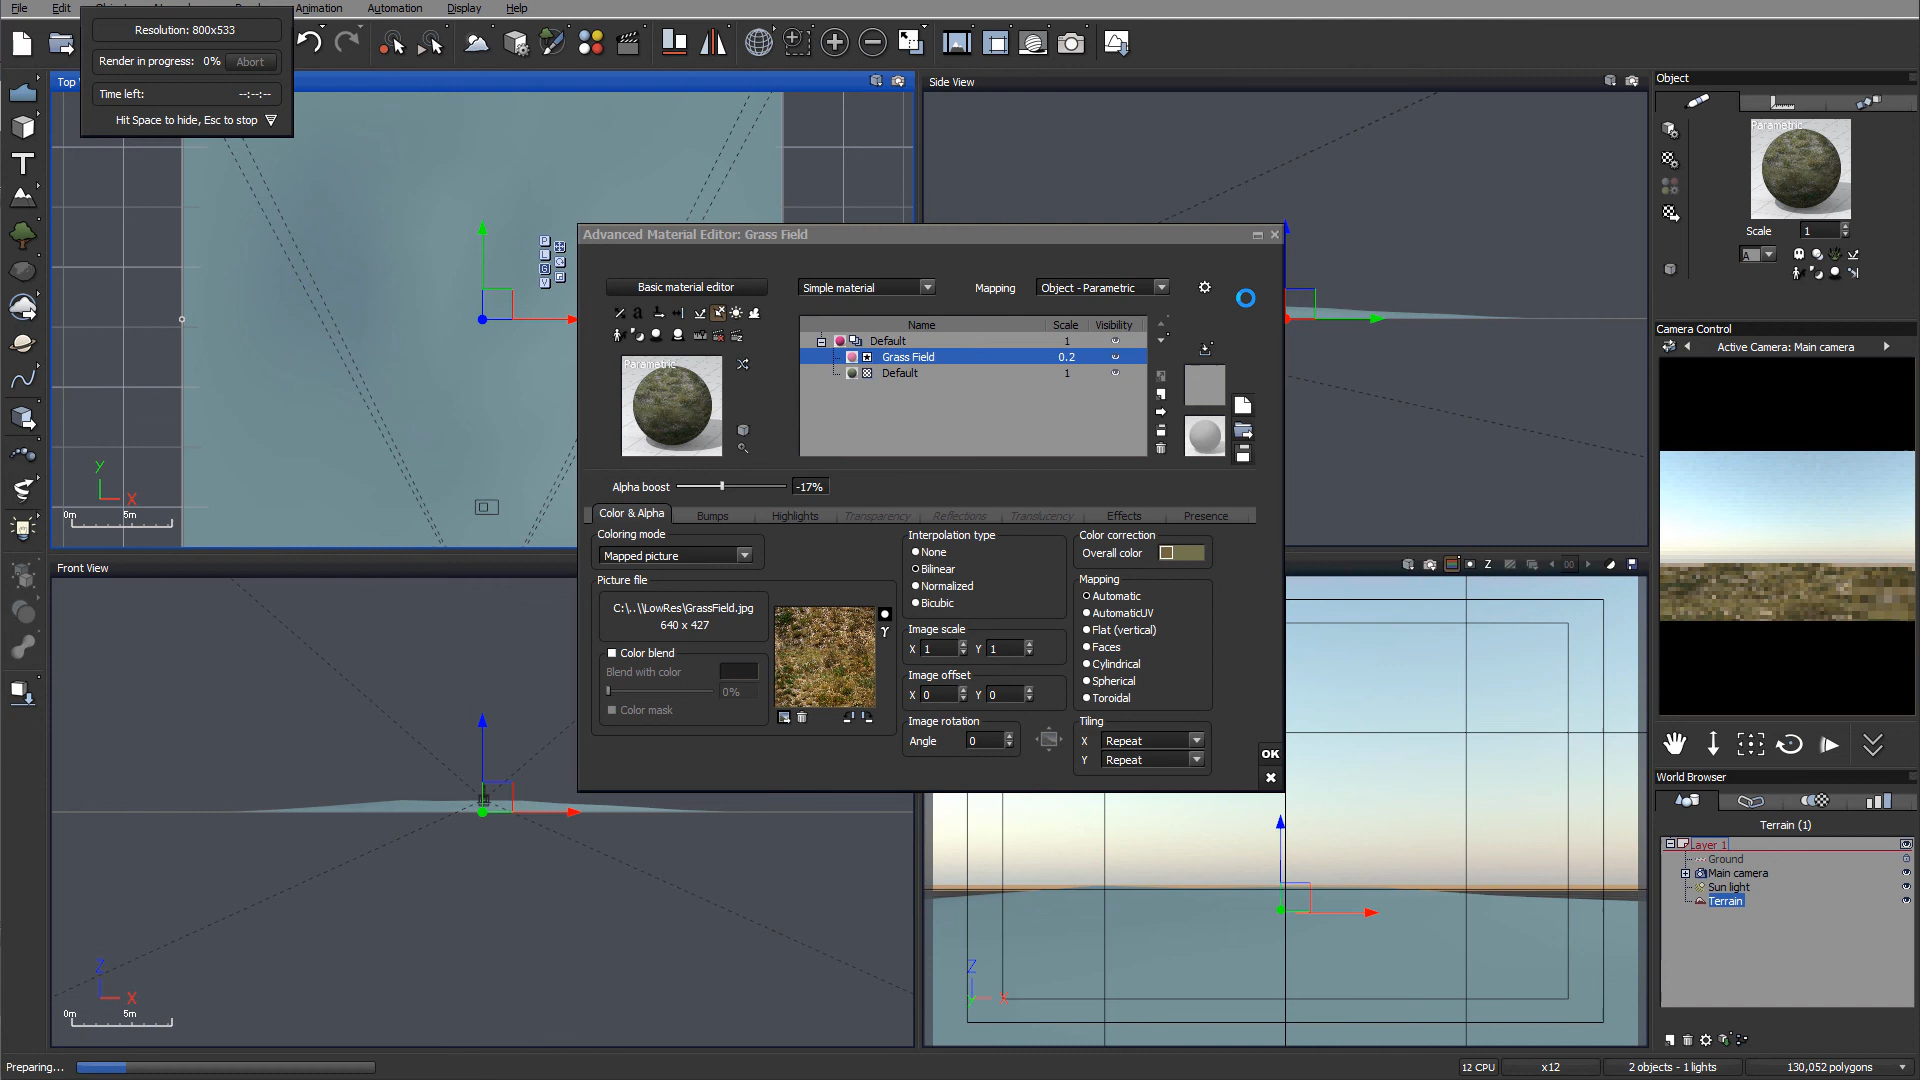 File Edit Animation Automation Display Help
Resolution: 800x533
Render in progress: 0% Abort
Time left: --:--:--
Hit Space to hide, Esc to stop
Top
Side View
Object
Parametric
Scale 1
A
P
L
G
V
Y
X
0m 5m
Advanced Material Editor: Grass Field
Basic material editor
Simple material
Mapping Object - Parametric
Name Scale Visibility
Default 1
Grass Field 0.2
Default 1
Parametric
Alpha boost -17%
Color & Alpha Bumps Highlights Transparency Reflections Translucency Effects Presence
Coloring mode
Mapped picture
Picture file
C:\..\\LowRes\GrassField.jpg
640 x 427
Color blend
Blend with color
0%
Color mask
Interpolation type
None
Bilinear
Normalized
Bicubic
Image scale
X 1 Y 1
Image offset
X 0 Y 0
Image rotation
Angle 0
Color correction
Overall color
Mapping
Automatic
AutomaticUV
Flat (vertical)
Faces
Cylindrical
Spherical
Toroidal
Tiling
X Repeat
Y Repeat
OK
Camera Control
Active Camera: Main camera
Front View
Z
X
0m 5m
Z
Z
Y X
World Browser
Terrain (1)
Layer 1
Ground
Main camera
Sun light
Terrain
Preparing...
12 CPU x12 2 objects - 1 lights 130,052 polygons